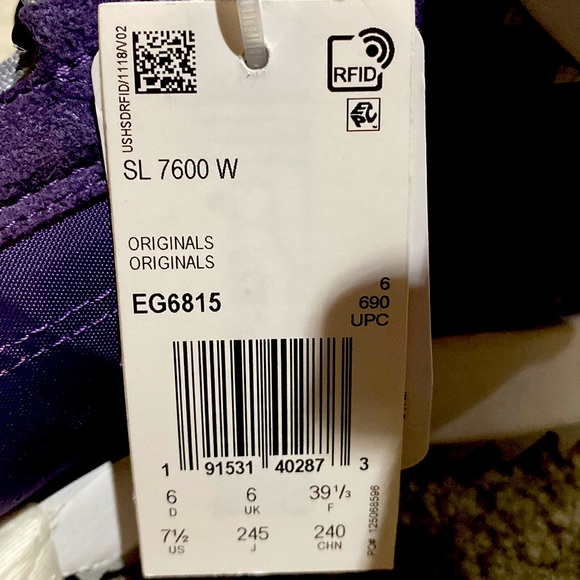 USHSDRFID/1118/V02
RFID
EPC
SL 7600 W
ORIGINALS
ORIGINALS
EG6815
6
690
UPC
1 91531 40287 3
6 6 39 1/3
D UK F
7½ 245 240
US J CHN
PO# 125068596